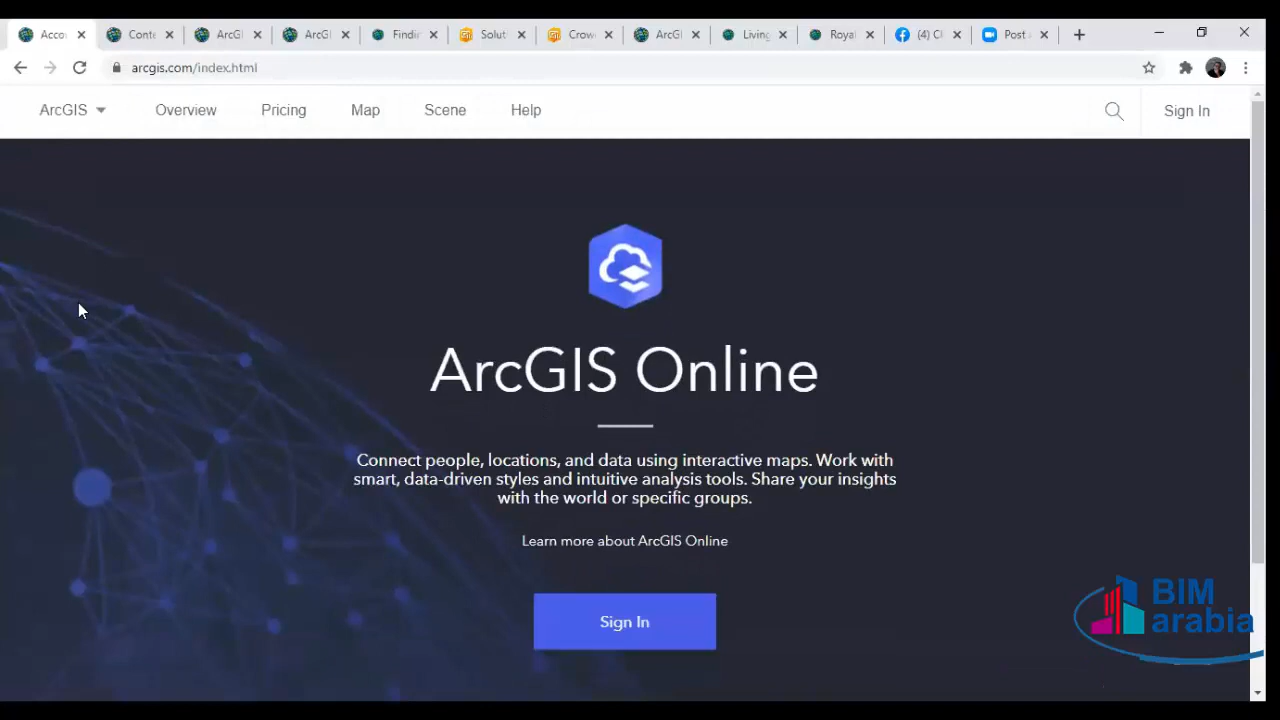 Acco
Conte
ArcGI
ArcGI
Findin
Soluti
Crow
ArcGI
Living
Royal
(4) Cl
Post
arcgis.com/index.html
ArcGIS
Overview
Pricing
Map
Scene
Help
Sign In
ArcGIS Online
Connect people, locations, and data using interactive maps. Work with
smart, data-driven styles and intuitive analysis tools. Share your insights
with the world or specific groups.
Learn more about ArcGIS Online
Sign In
BIM
arabia